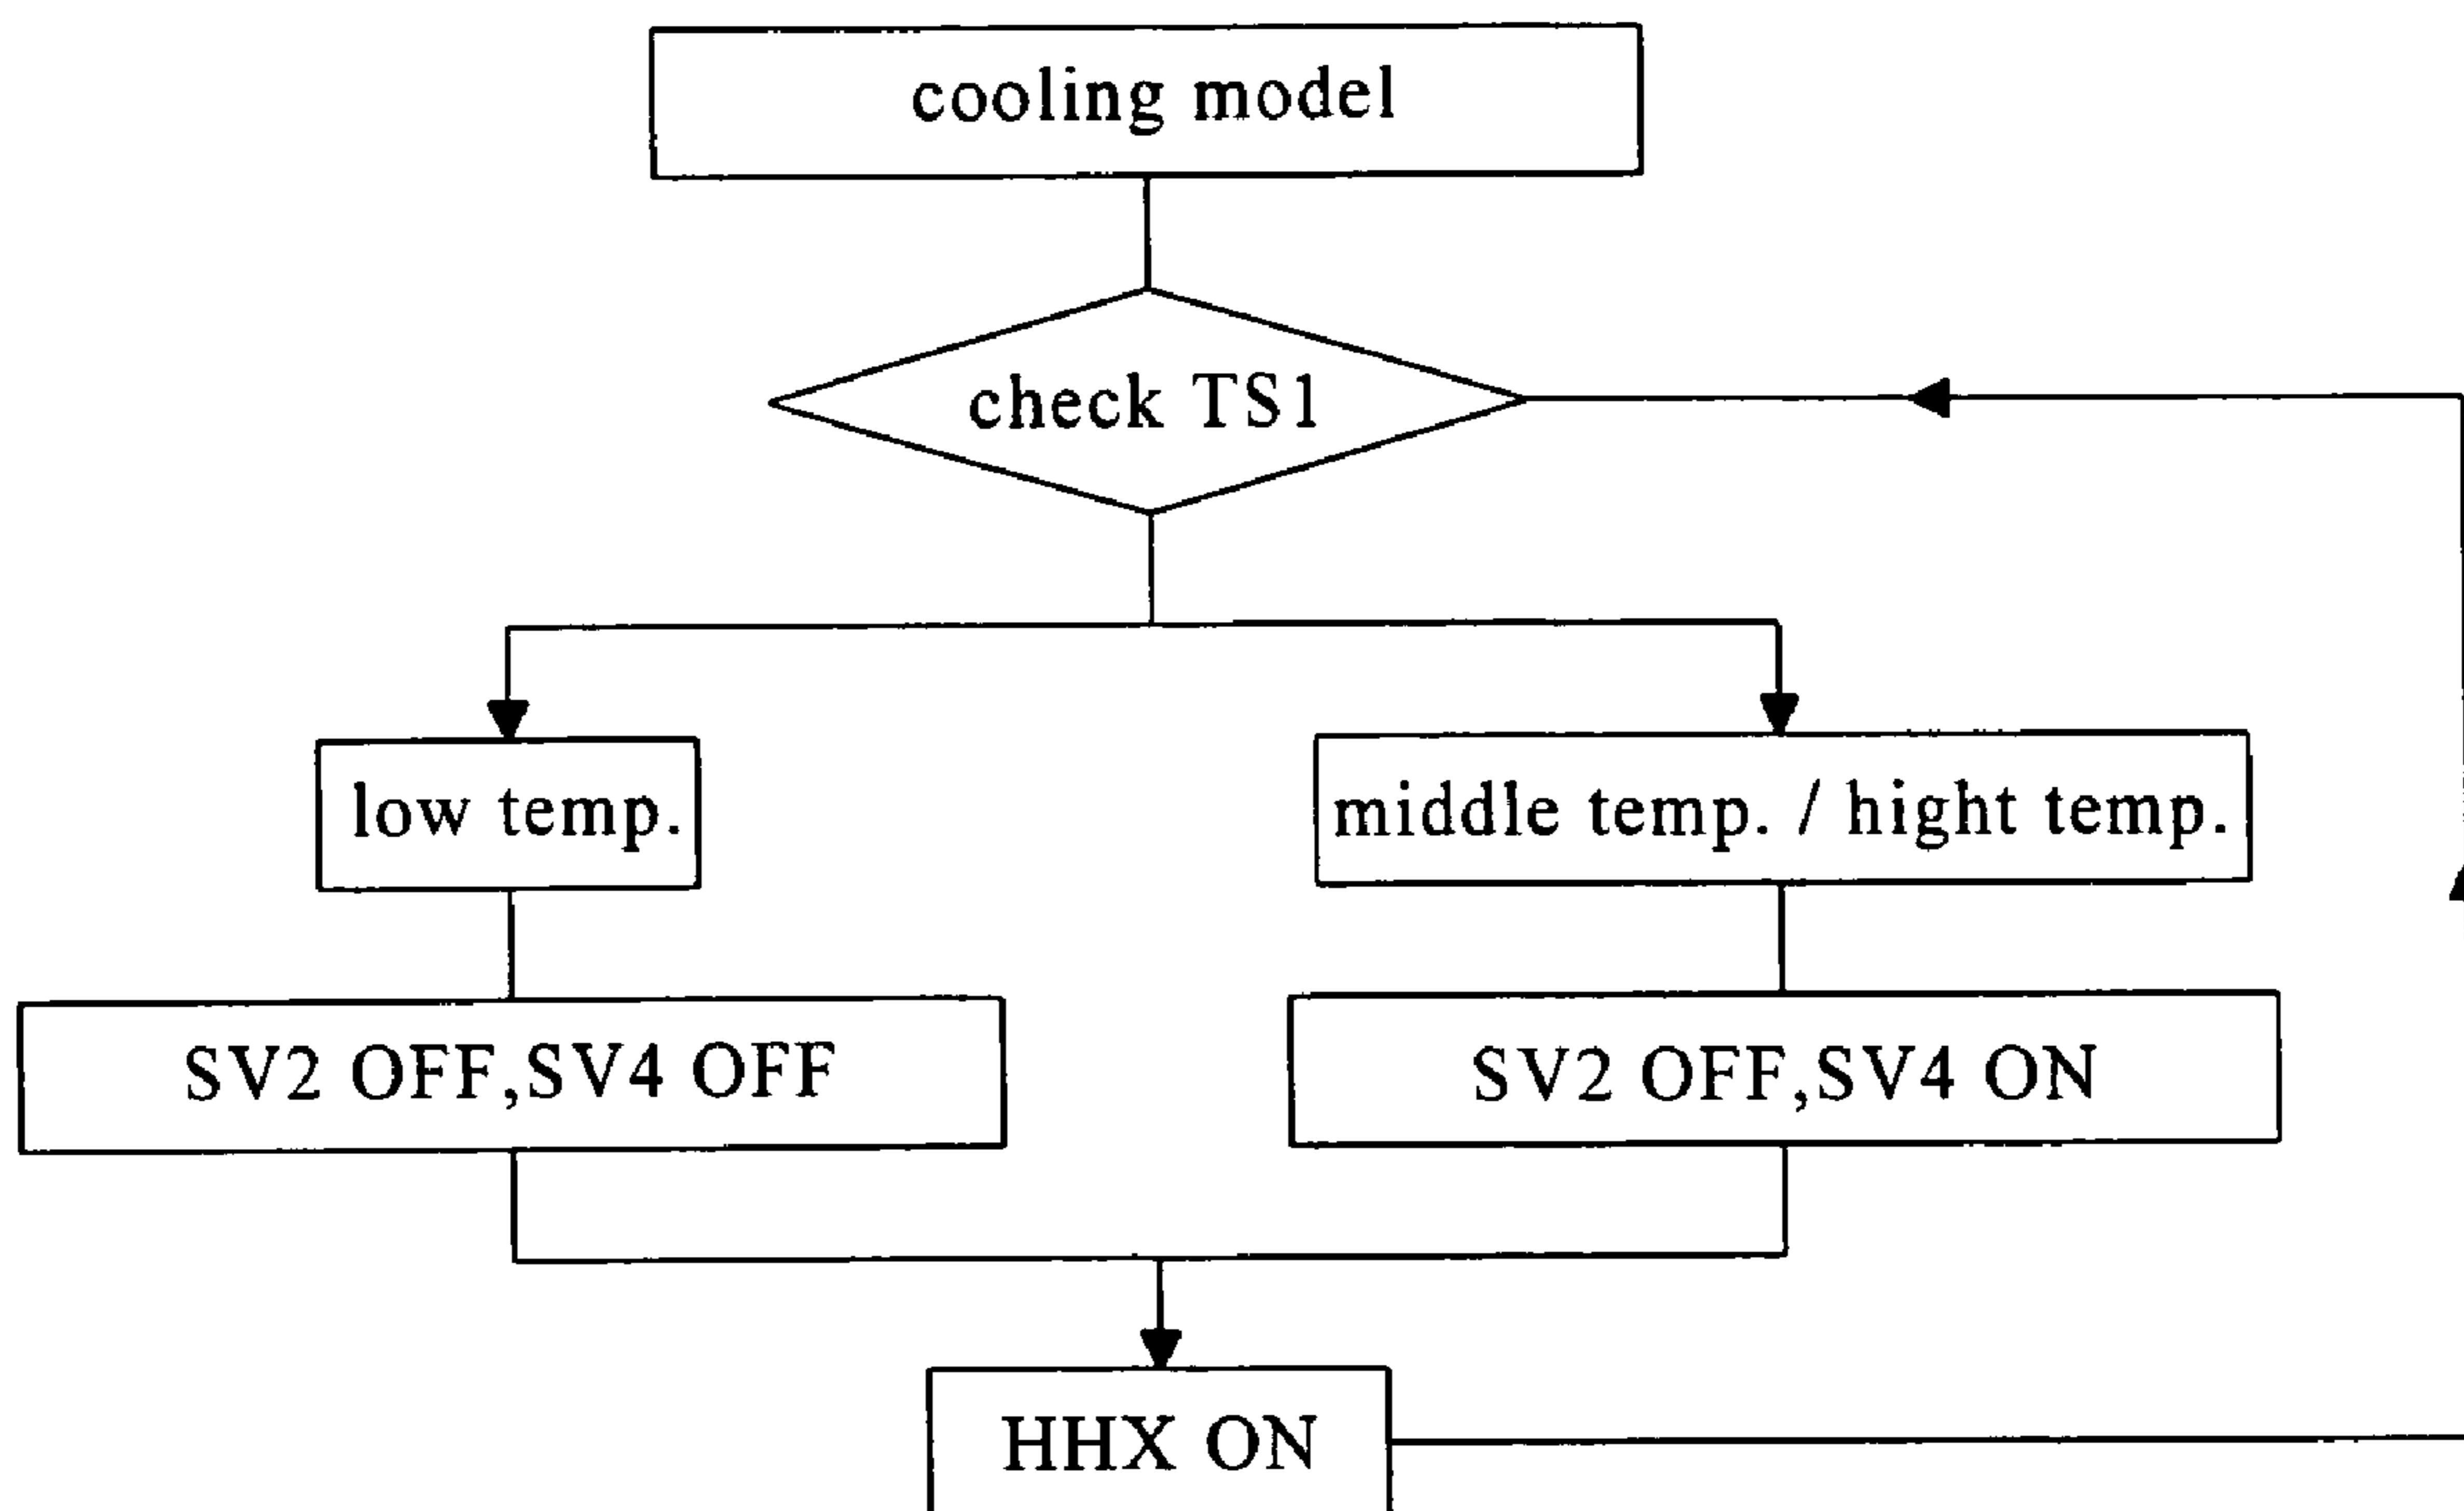 cooling model
check TS1
low temp.
middle temp. / hight temp.
SV2 OFF,SV4 OFF
SV2 OFF,SV4 ON
HHX ON